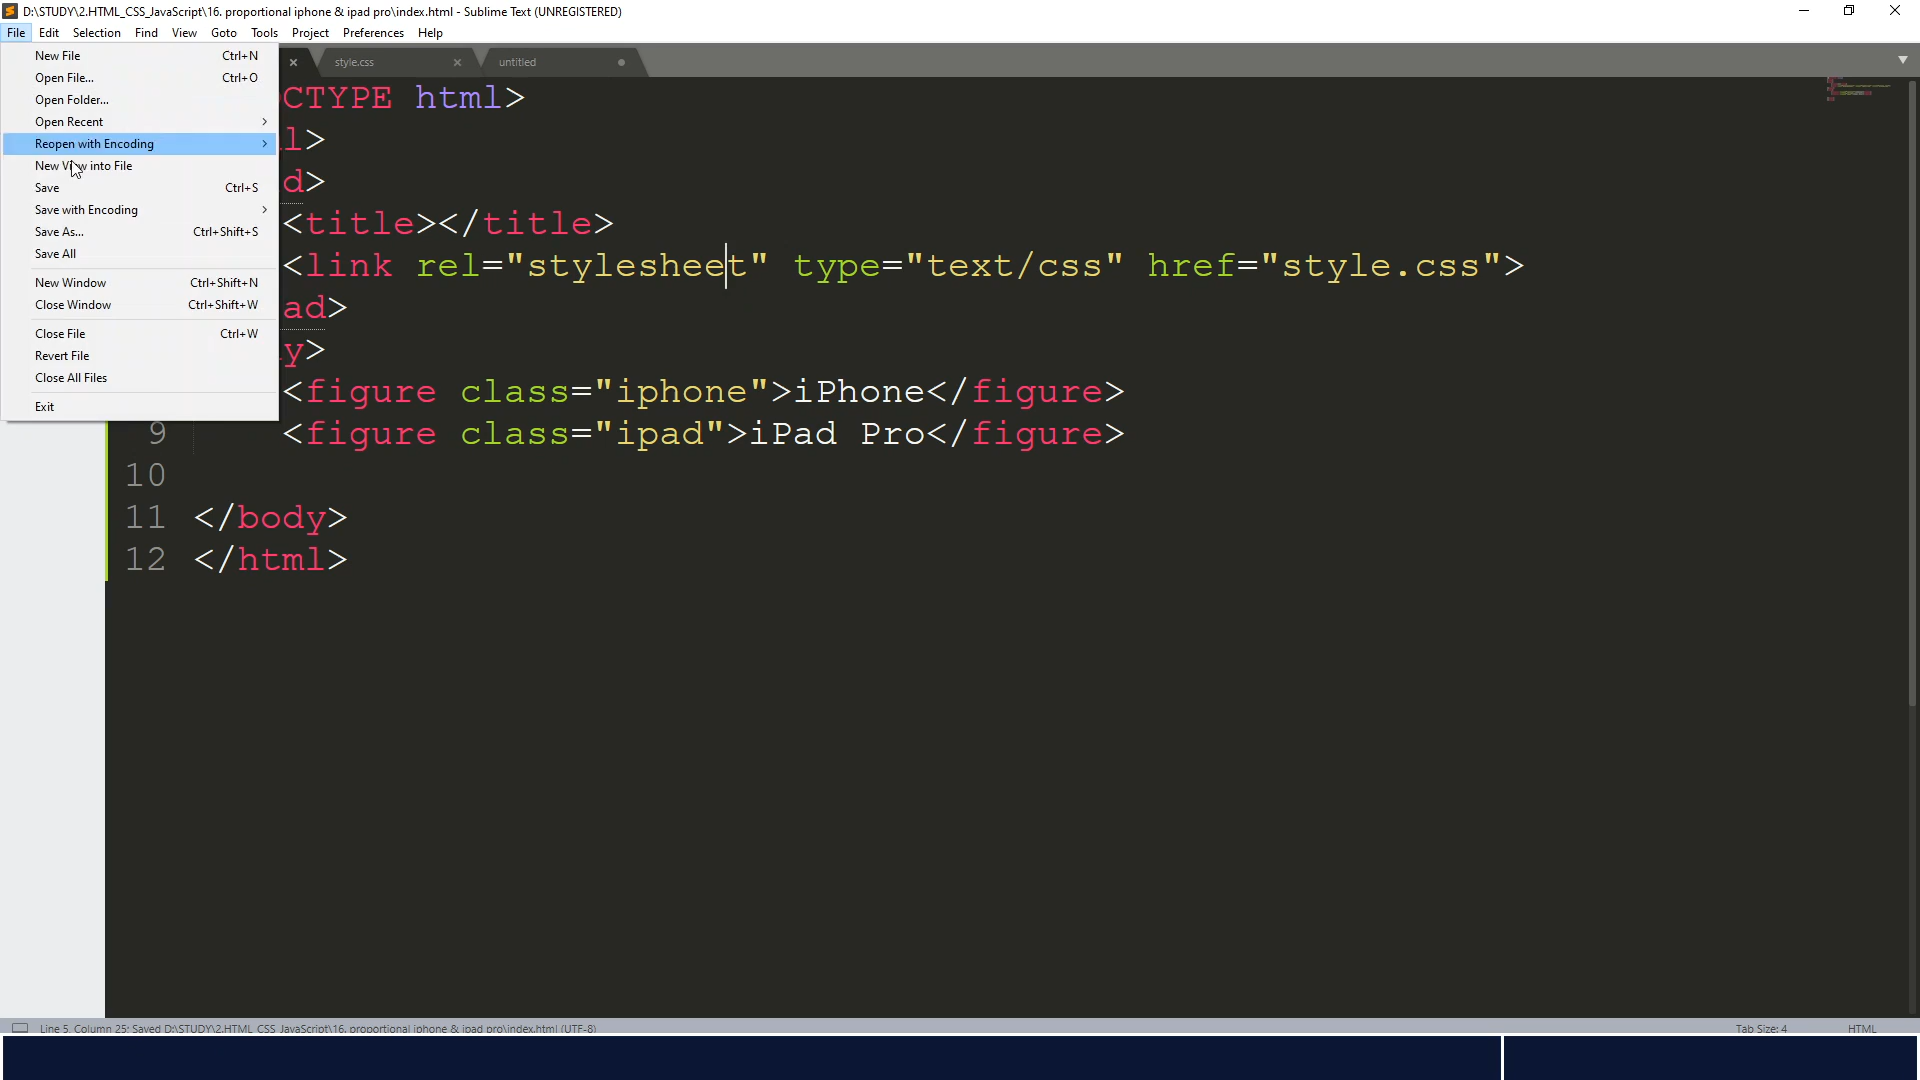 D:\STUDY\2.HTML_CSS_JavaScript\16. proportional iphone & ipad pro\index.html - Sublime Text (UNREGISTERED)
File Edit Selection Find View Goto Tools Project Preferences Help
New File Ctrl+N
Open File... Ctrl+O
Open Folder...
Open Recent
Reopen with Encoding
New View into File
Save Ctrl+S
Save with Encoding
Save As... Ctrl+Shift+S
Save All
New Window Ctrl+Shift+N
Close Window Ctrl+Shift+W
Close File Ctrl+W
Revert File
Close All Files
Exit
style.css untitled
CTYPE html>
l>
d>
<title></title>
<link rel="stylesheet" type="text/css" href="style.css">
ad>
y>
<figure class="iphone">iPhone</figure>
9 <figure class="ipad">iPad Pro</figure>
10
11 </body>
12 </html>
Line 5, Column 25; Saved D:\STUDY\2.HTML_CSS_JavaScript\16. proportional iphone & ipad pro\index.html (UTF-8) Tab Size: 4 HTML